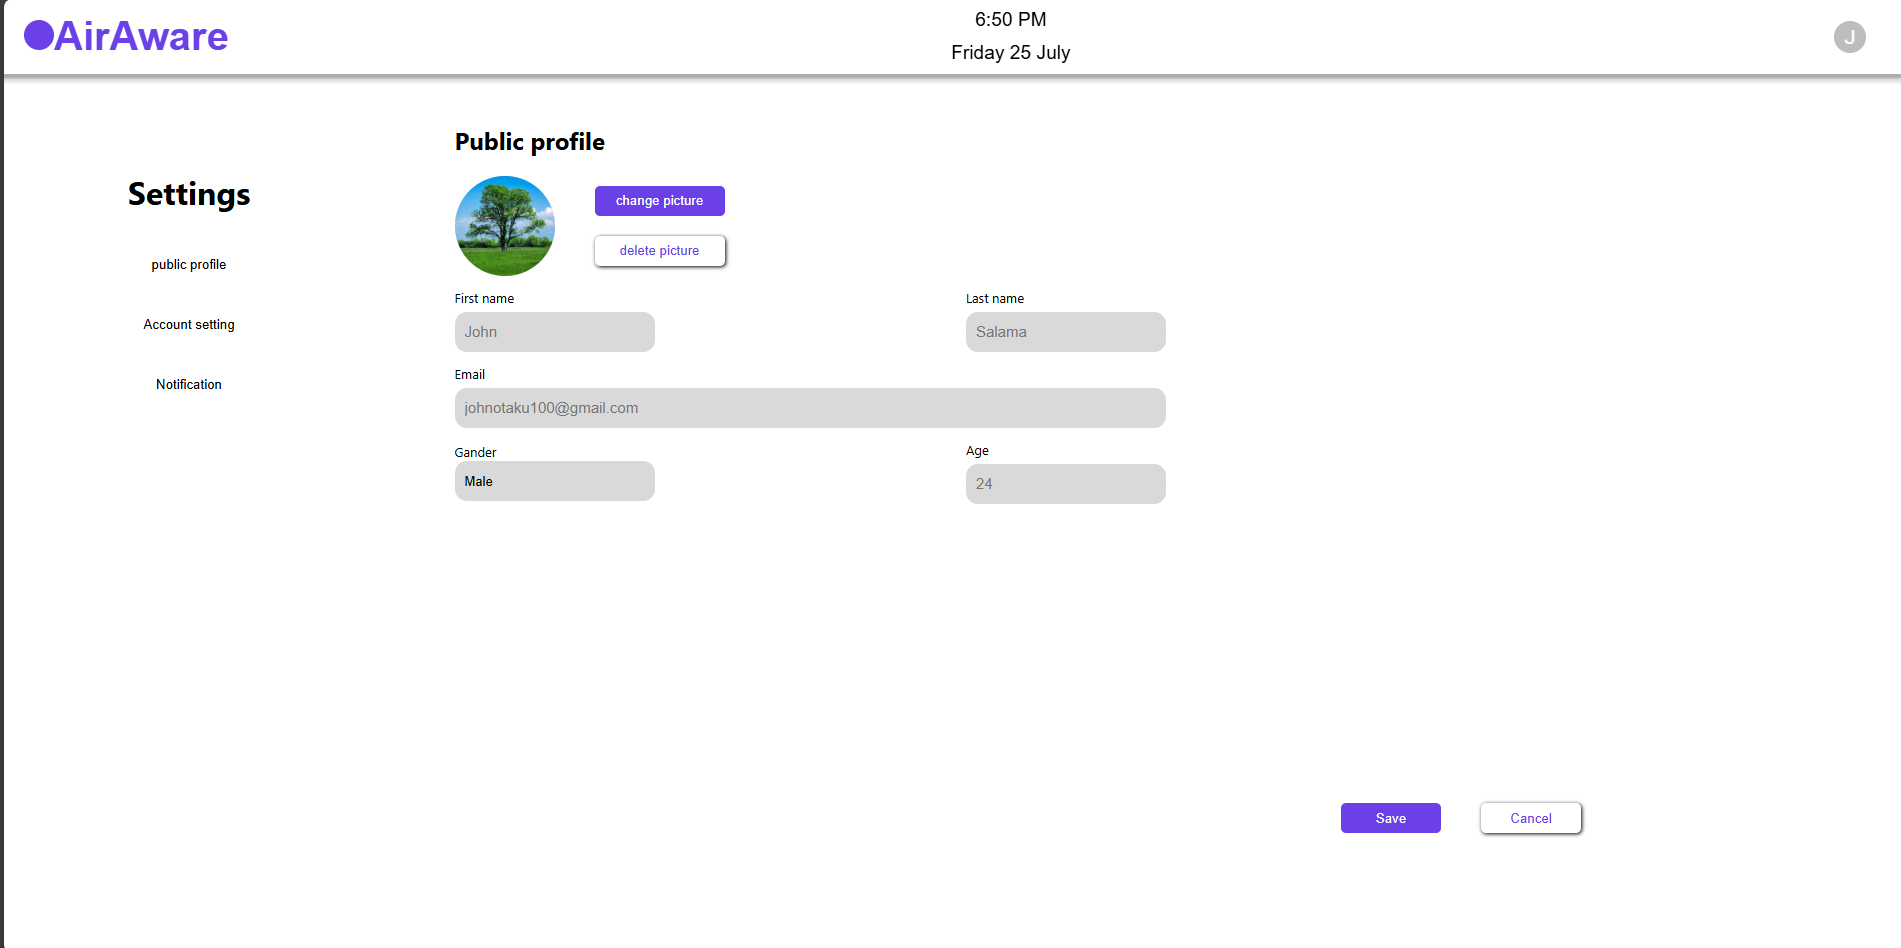 AirAware
6:50 PM
Friday 25 July
J
Settings
public profile
Account setting
Notification
Public profile
change picture
delete picture
First name
Last name
John
Salama
Email
johnotaku100@gmail.com
Gander
Age
Male
24
Save
Cancel